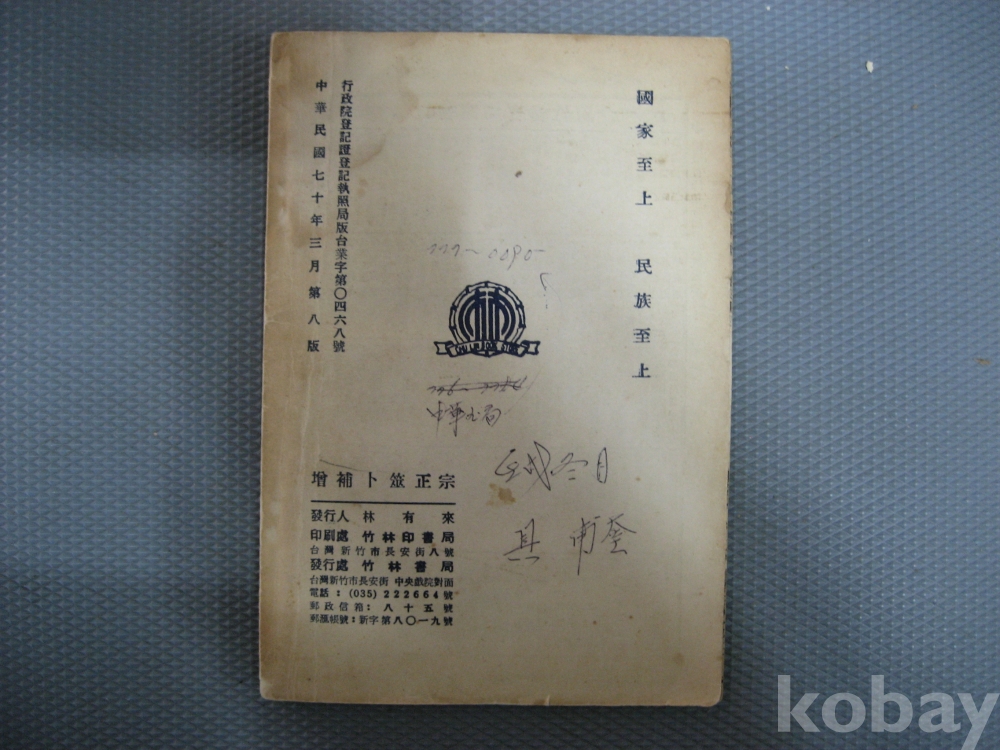 國家至上 民族至上
行政院登記證登記執照局版台業字第〇四六八號
中華民國七十年三月第八版
增補卜筮正宗
發行人 林有來
印刷處 竹林印書局
台灣新竹市長安街八號
發行處 竹林書局
台灣新竹市長安街 中央戲院對面
電話：(035)222664號
郵政信箱：八十五號
郵匯帳號：新字第八〇一九號
kobay